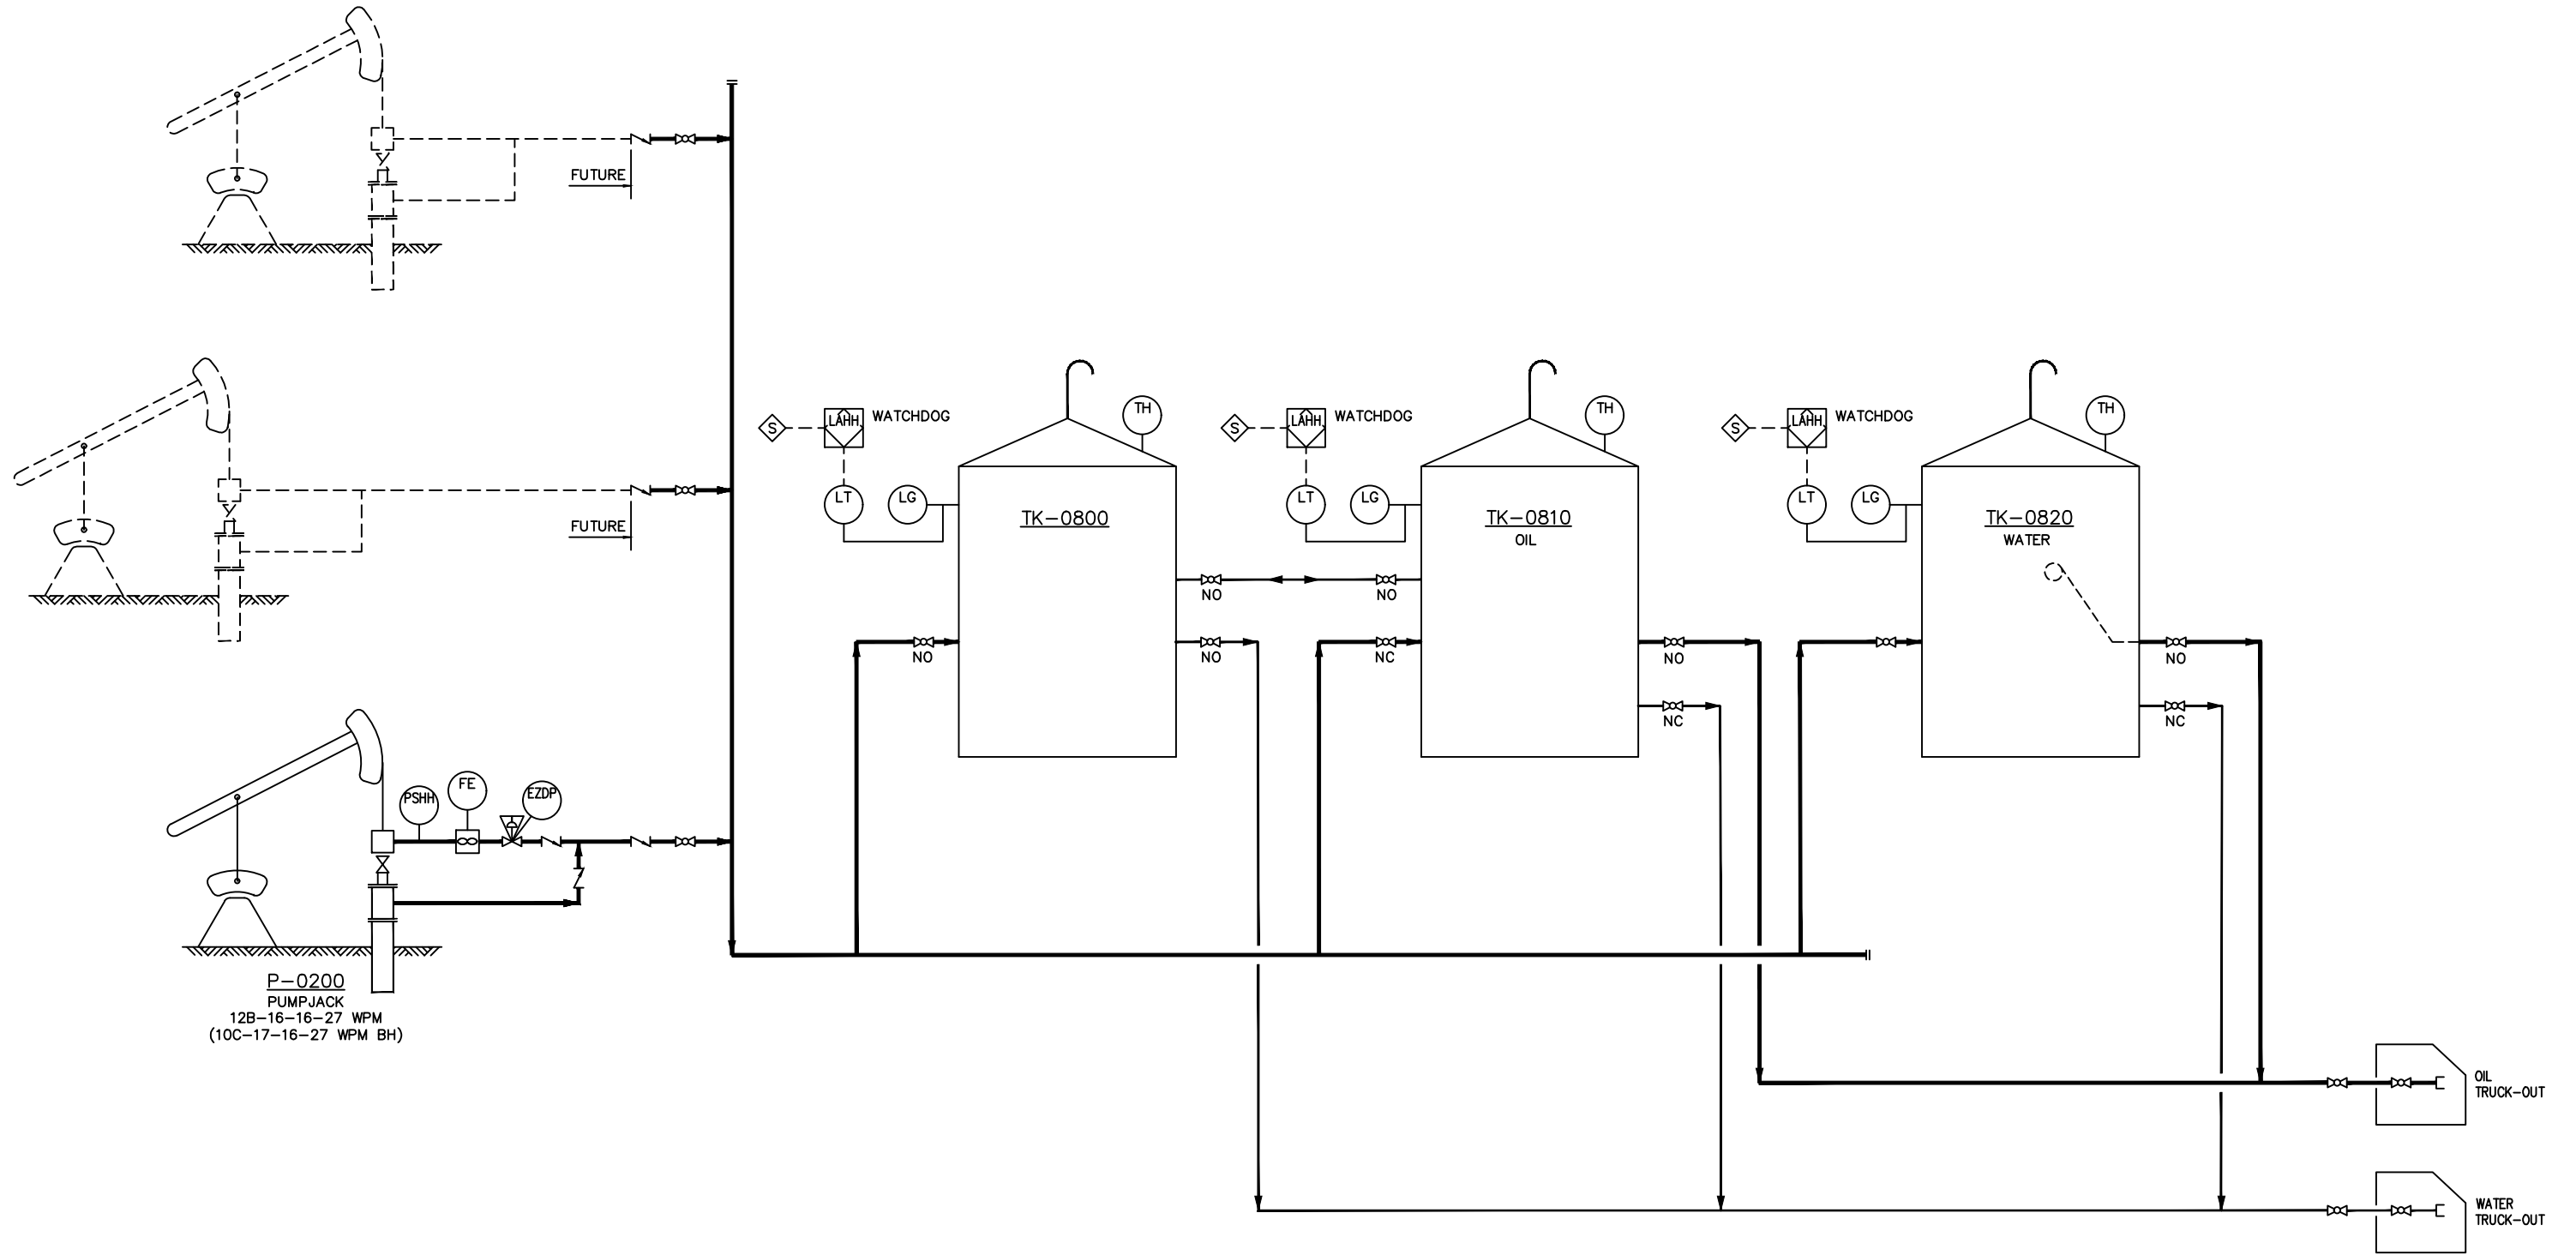 FUTURE
S
LAHH
WATCHDOG
TH
S
LAHH
WATCHDOG
TH
S
LAHH
WATCHDOG
TH
LT
LG
TK-0800
LT
LG
TK-0810
OIL
LT
LG
TK-0820
WATER
FUTURE
NO
NO
NO
NO
NC
NO
NO
NC
NC
PSHH
FE
EZDP
P-0200
PUMPJACK
12B-16-16-27 WPM
(10C-17-16-27 WPM BH)
OIL
TRUCK-OUT
WATER
TRUCK-OUT